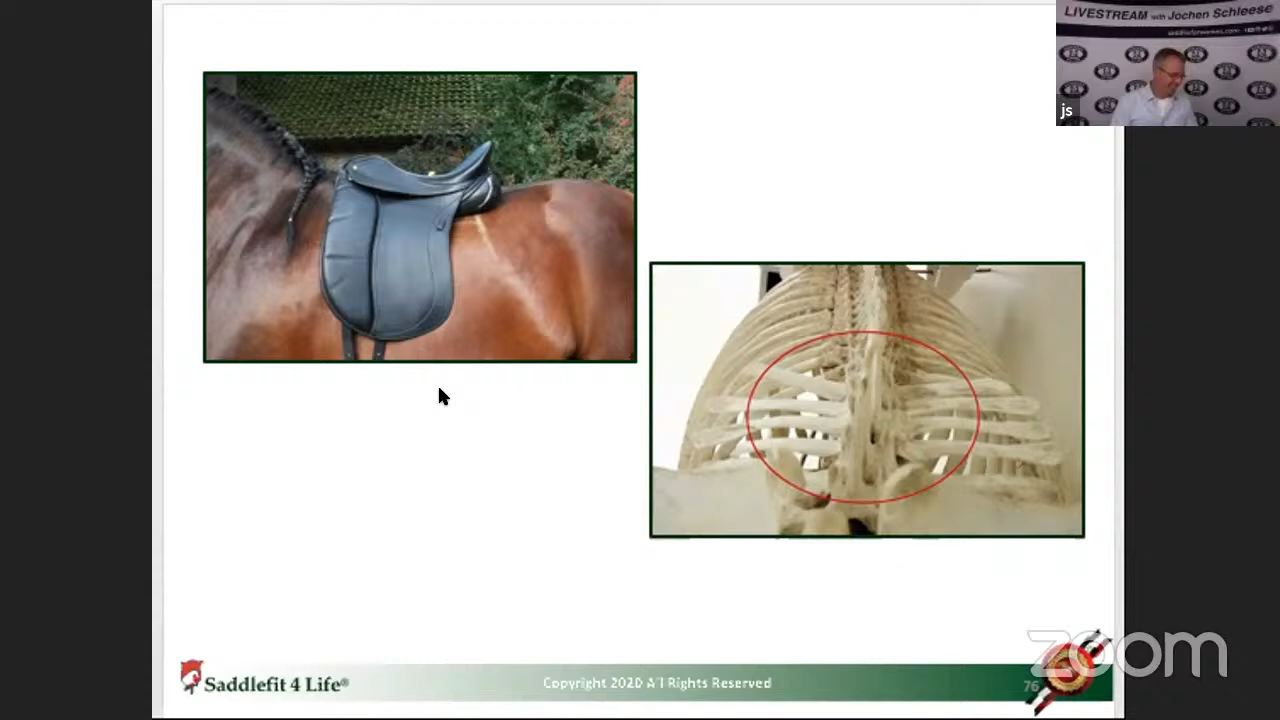 LIVESTREAM with Jochen Schleese
js
Saddlefit 4 Life®
Copyright 2020 All Rights Reserved
76
zoom